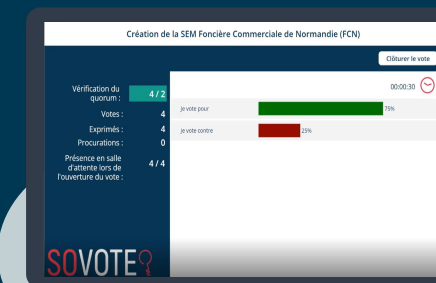 Création de la SEM Foncière Commerciale de Normandie (FCN)
Clôturer le vote
00:00:30
Vérification du
quorum :
4 / 2
Votes :
4
Exprimés :
4
Procurations :
0
Présence en salle
d'attente lors de
l'ouverture du vote :
4 / 4
Je vote pour
75%
Je vote contre
25%
SOVOTE